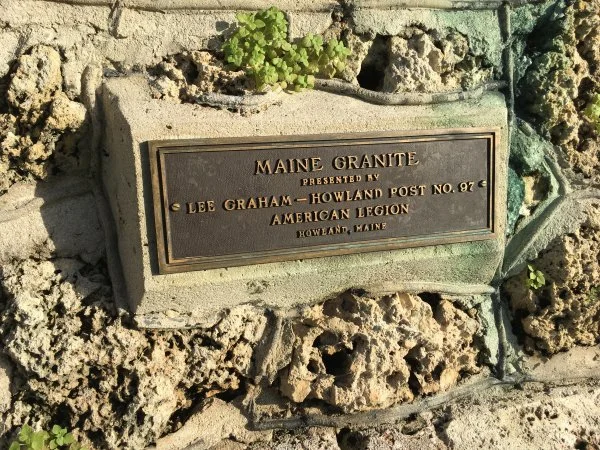 MAINE GRANITE
PRESENTED BY
LEE GRAHAM-HOWLAND POST NO. 97
AMERICAN LEGION
HOWLAND, MAINE